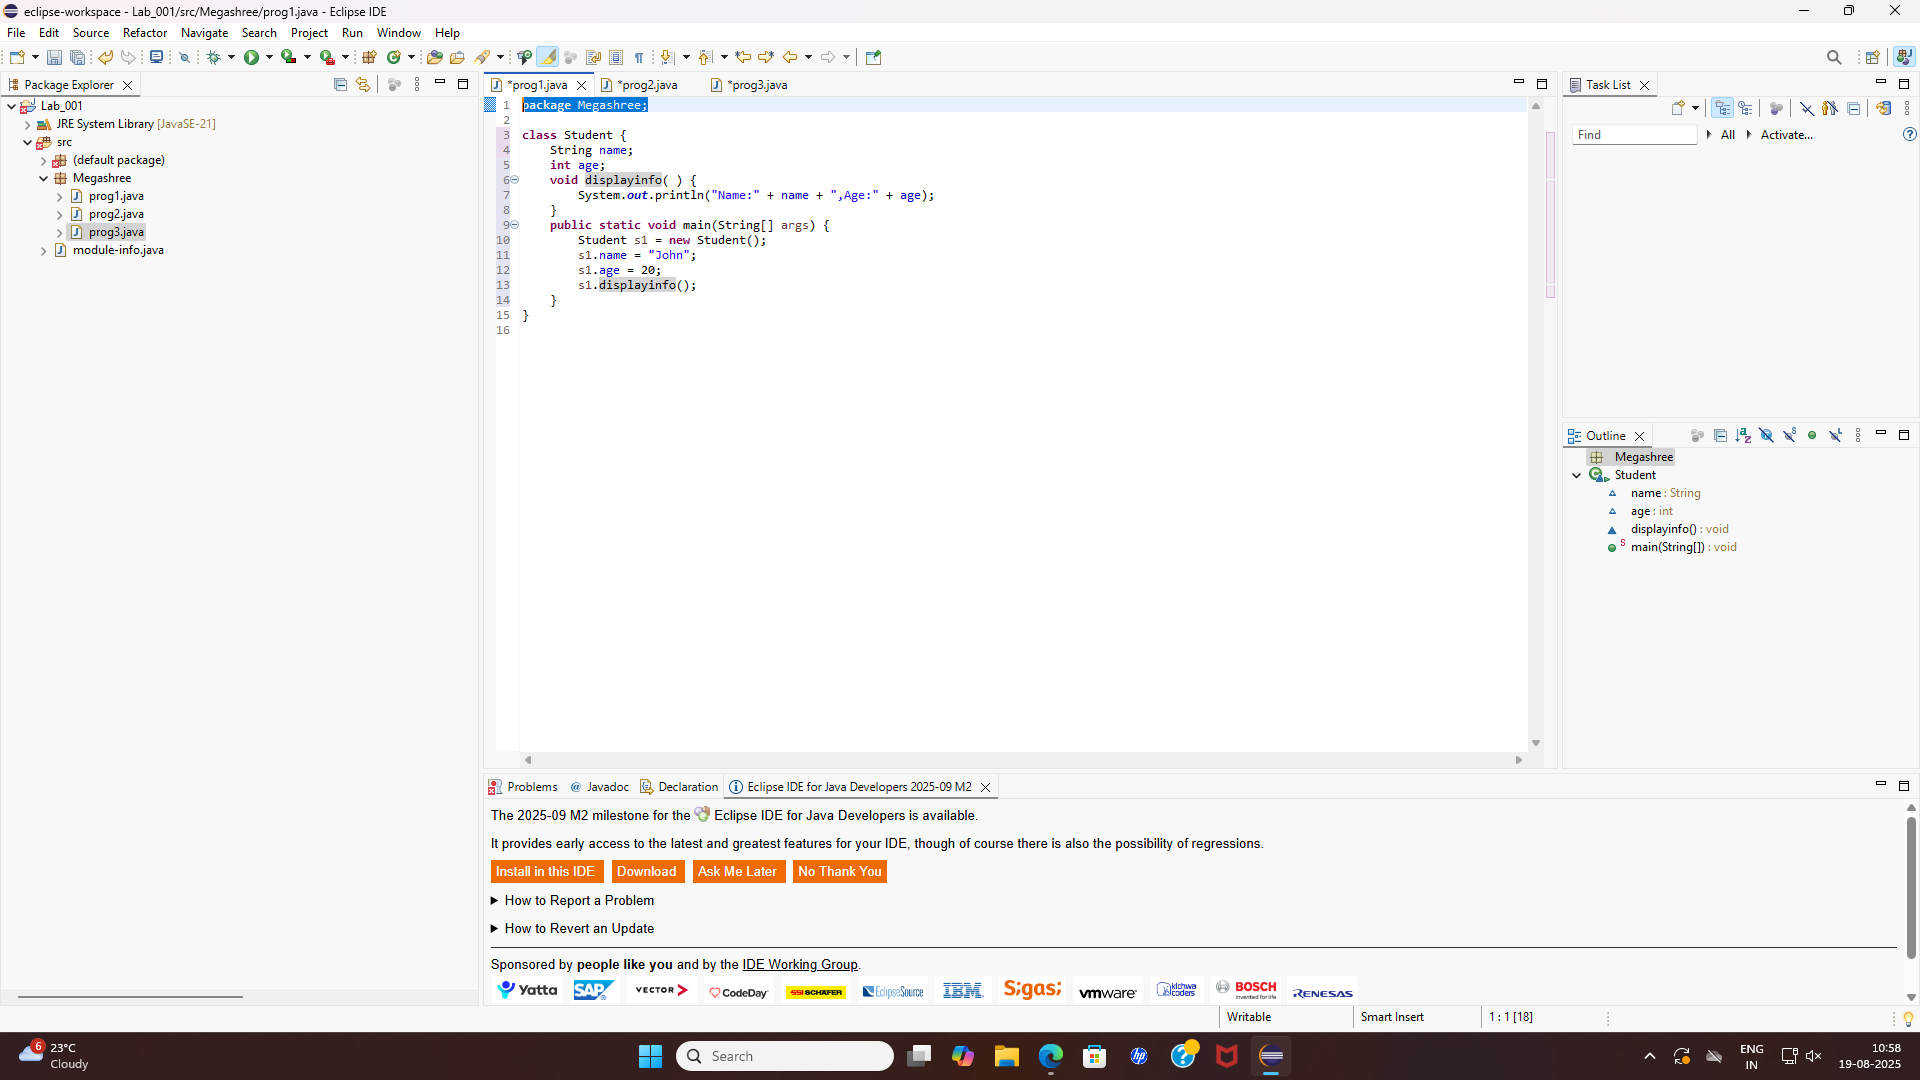 eclipse-workspace - Lab_001/src/Megashree/prog1.java - Eclipse IDE
File Edit Source Refactor Navigate Search Project Run Window Help
Package Explorer
Lab_001
JRE System Library [JavaSE-21]
src
(default package)
Megashree
prog1.java
prog2.java
prog3.java
module-info.java
*prog1.java *prog2.java *prog3.java
1 package Megashree;
2
3 class Student {
4 String name;
5 int age;
6 void displayinfo( ) {
7 System.out.println("Name:" + name + ",Age:" + age);
8 }
9 public static void main(String[] args) {
10 Student s1 = new Student();
11 s1.name = "John";
12 s1.age = 20;
13 s1.displayinfo();
14 }
15 }
16
Task List
Find All Activate...
Outline
Megashree
Student
name : String
age : int
displayinfo() : void
main(String[]) : void
Problems @ Javadoc Declaration Eclipse IDE for Java Developers 2025-09 M2
The 2025-09 M2 milestone for the Eclipse IDE for Java Developers is available.
It provides early access to the latest and greatest features for your IDE, though of course there is also the possibility of regressions.
Install in this IDE Download Ask Me Later No Thank You
How to Report a Problem
How to Revert an Update
Sponsored by people like you and by the IDE Working Group.
Yatta SAP VECTOR CodeDay SSI SCHÄFER EclipseSource IBM Sigasi vmware kichwa coders BOSCH Invented for life RENESAS
Writable Smart Insert 1 : 1 [18]
6 23°C
Cloudy
Search
hp
ENG
IN
10:58
19-08-2025